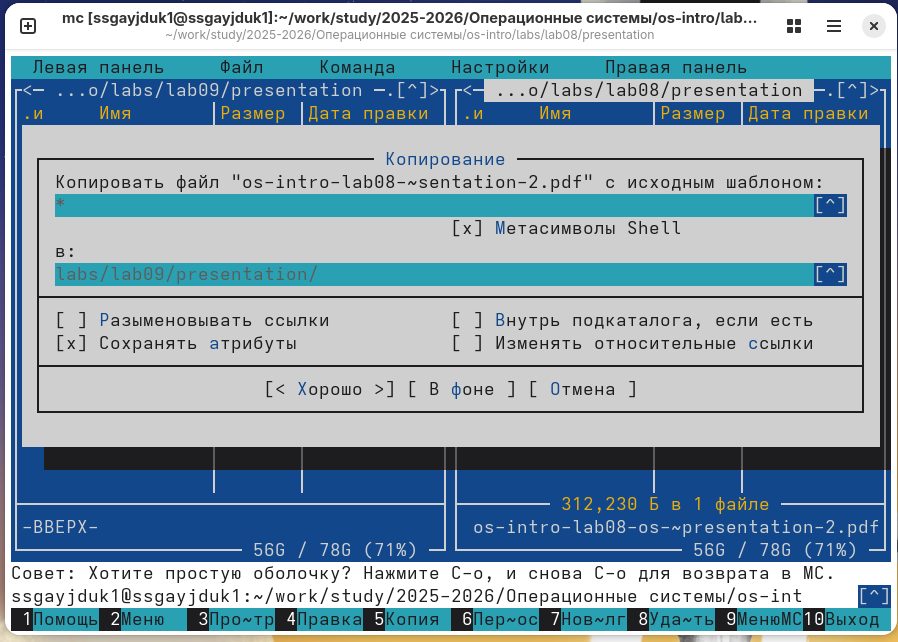 mc [ssgayjduk1@ssgayjduk1]:~/work/study/2025-2026/Операционные системы/os-intro/lab...
~/work/study/2025-2026/Операционные системы/os-intro/labs/lab08/presentation
Левая панель Файл Команда Настройки Правая панель
<— ...o/labs/lab09/presentation —.[^]> <— ...o/labs/lab08/presentation —.[^]>
.и Имя Размер Дата правки .и Имя Размер Дата правки
Копирование
Копировать файл "os-intro-lab08-~sentation-2.pdf" с исходным шаблоном:
* [^]
[x] Метасимволы Shell
в:
labs/lab09/presentation/ [^]
[ ] Разыменовывать ссылки [ ] Внутрь подкаталога, если есть
[x] Сохранять атрибуты [ ] Изменять относительные ссылки
[< Хорошо >] [ В фоне ] [ Отмена ]
312,230 Б в 1 файле
-ВВЕРХ- os-intro-lab08-os-~presentation-2.pdf
56G / 78G (71%) 56G / 78G (71%)
Совет: Хотите простую оболочку? Нажмите C-o, и снова C-o для возврата в MC.
ssgayjduk1@ssgayjduk1:~/work/study/2025-2026/Операционные системы/os-int [^]
1Помощь 2Меню 3Про~тр 4Правка 5Копия 6Пер~ос 7Нов~лг 8Уда~ть 9МенюMC 10Выход